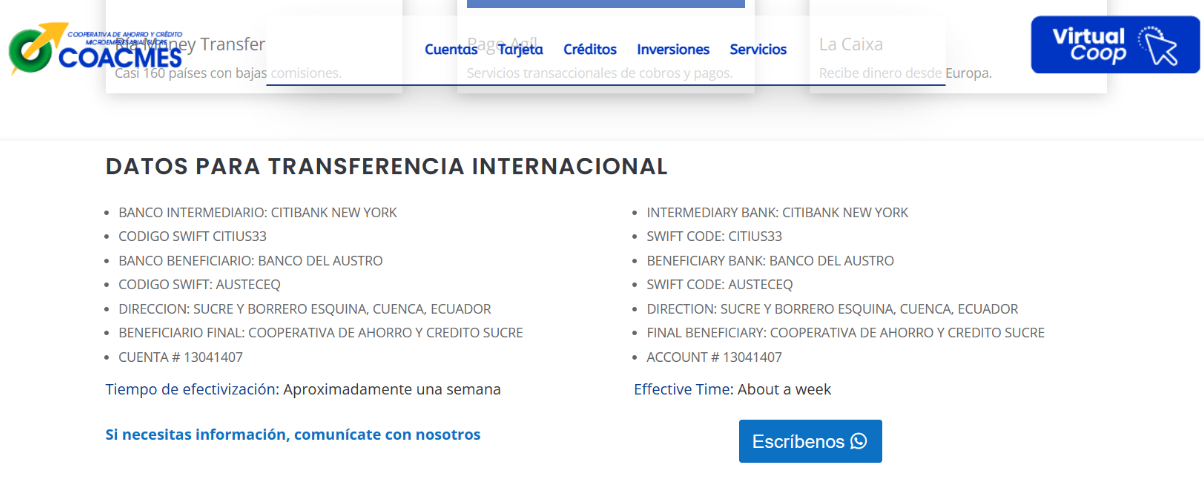 COOPERATIVA DE AHORRO Y CRÉDITO
COACMES
Ria Money Transfer
Casi 160 países con bajas comisiones.
Cuentas Tarjeta Créditos Inversiones Servicios
Pago Ágil
Servicios transaccionales de cobros y pagos.
La Caixa
Recibe dinero desde Europa.
Virtual
Coop
DATOS PARA TRANSFERENCIA INTERNACIONAL
• BANCO INTERMEDIARIO: CITIBANK NEW YORK
• CODIGO SWIFT CITIUS33
• BANCO BENEFICIARIO: BANCO DEL AUSTRO
• CODIGO SWIFT: AUSTECEQ
• DIRECCION: SUCRE Y BORRERO ESQUINA, CUENCA, ECUADOR
• BENEFICIARIO FINAL: COOPERATIVA DE AHORRO Y CREDITO SUCRE
• CUENTA # 13041407
Tiempo de efectivización: Aproximadamente una semana
• INTERMEDIARY BANK: CITIBANK NEW YORK
• SWIFT CODE: CITIUS33
• BENEFICIARY BANK: BANCO DEL AUSTRO
• SWIFT CODE: AUSTECEQ
• DIRECTION: SUCRE Y BORRERO ESQUINA, CUENCA, ECUADOR
• FINAL BENEFICIARY: COOPERATIVA DE AHORRO Y CREDITO SUCRE
• ACCOUNT # 13041407
Effective Time: About a week
Si necesitas información, comunícate con nosotros
Escríbenos